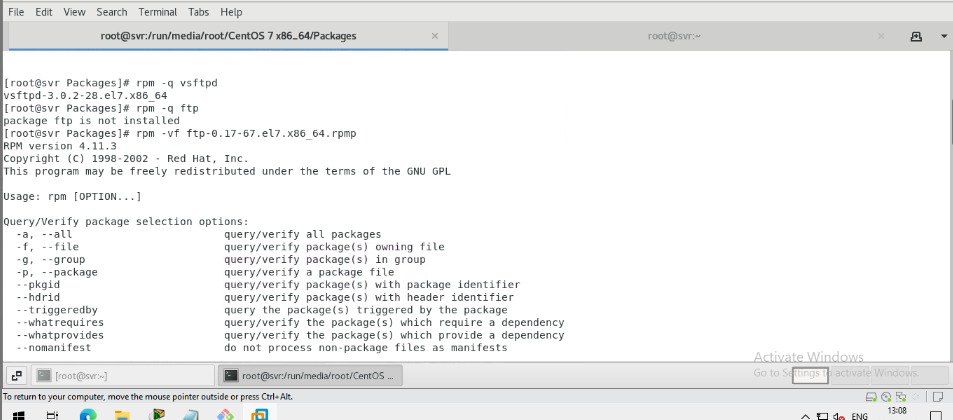 File Edit View Search Terminal Tabs Help
root@svr:/run/media/root/CentOS 7 x86_64/Packages × root@svr:~ ×
[root@svr Packages]# rpm -q vsftpd
vsftpd-3.0.2-28.el7.x86_64
[root@svr Packages]# rpm -q ftp
package ftp is not installed
[root@svr Packages]# rpm -vf ftp-0.17-67.el7.x86_64.rpmp
RPM version 4.11.3
Copyright (C) 1998-2002 - Red Hat, Inc.
This program may be freely redistributed under the terms of the GNU GPL
Usage: rpm [OPTION...]
Query/Verify package selection options:
-a, --all query/verify all packages
-f, --file query/verify package(s) owning file
-g, --group query/verify package(s) in group
-p, --package query/verify a package file
--pkgid query/verify package(s) with package identifier
--hdrid query/verify package(s) with header identifier
--triggeredby query the package(s) triggered by the package
--whatrequires query/verify the package(s) which require a dependency
--whatprovides query/verify the package(s) which provide a dependency
--nomanifest do not process non-package files as manifests
Activate Windows
Go to Settings to activate Windows.
[root@svr:~] root@svr:/run/media/root/CentOS ...
To return to your computer, move the mouse pointer outside or press Ctrl+Alt.
ENG 13:08